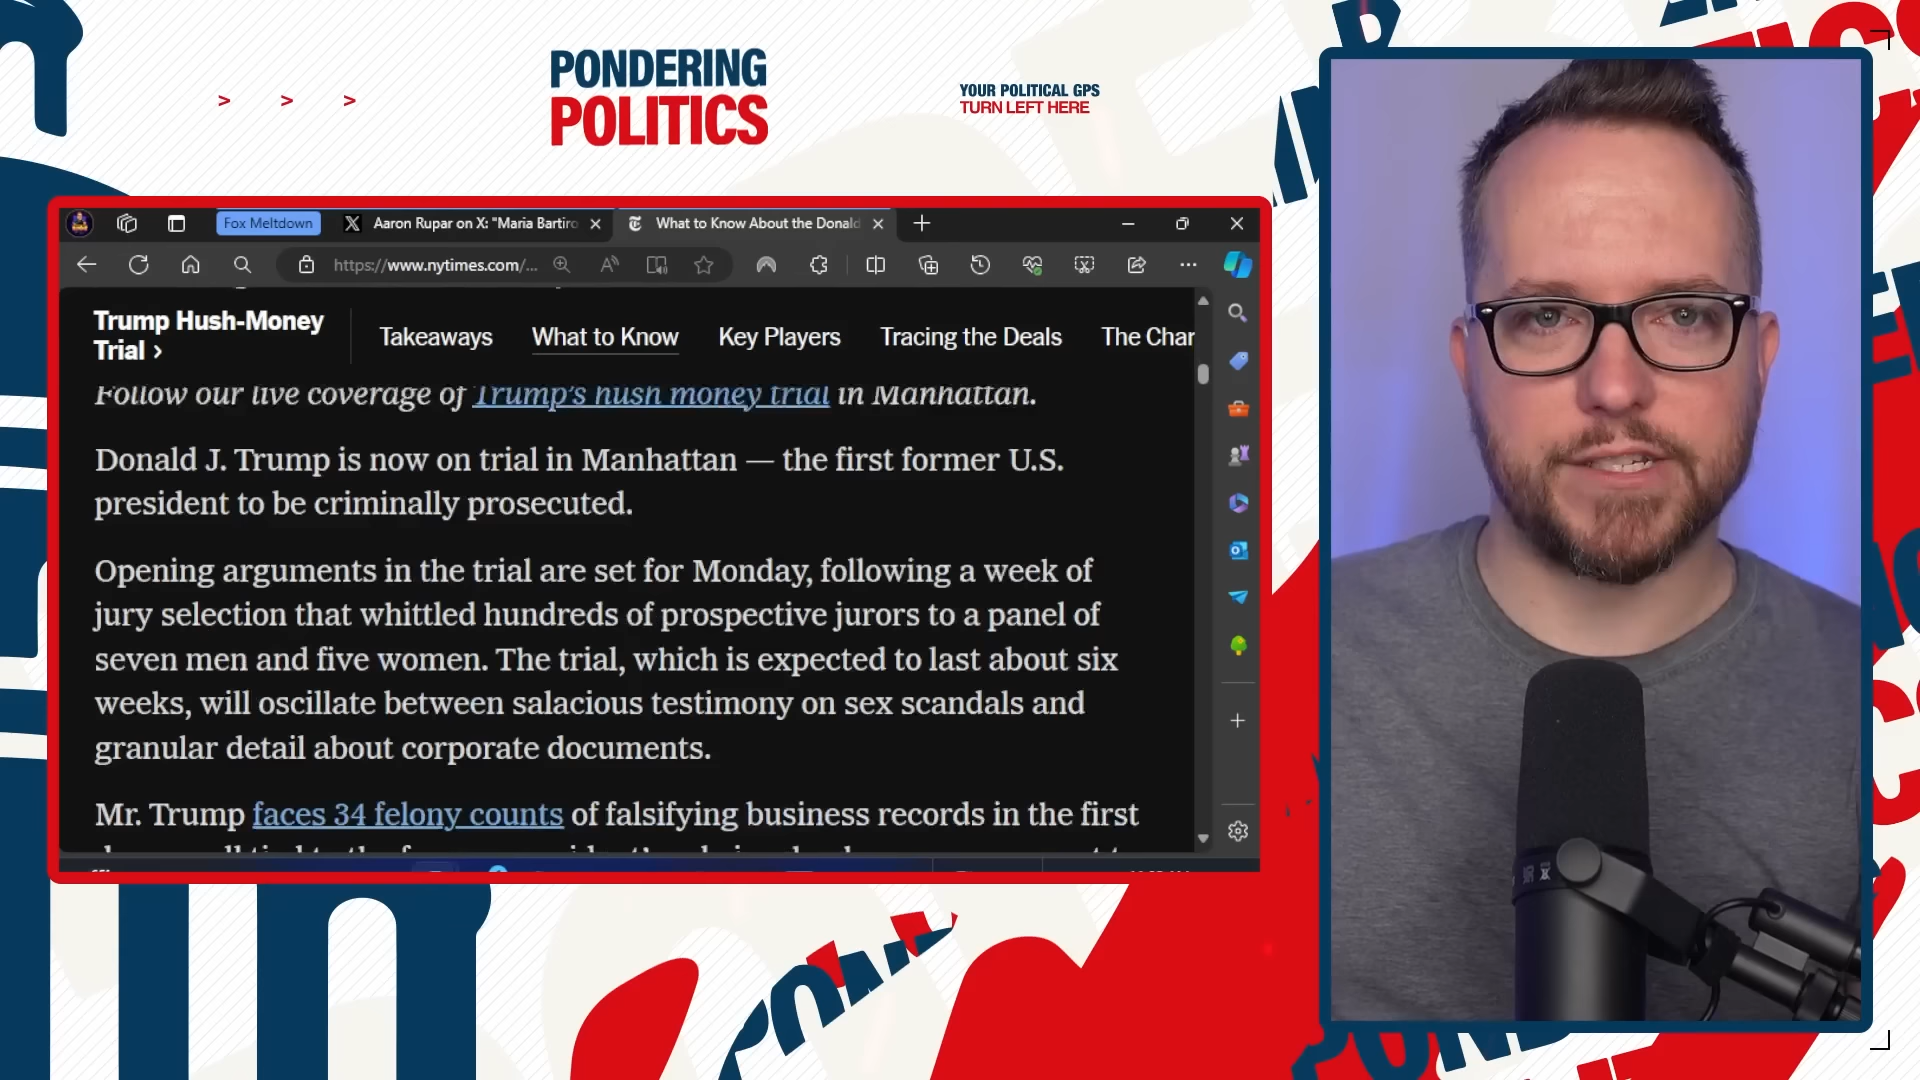 PONDERING
POLITICS
YOUR POLITICAL GPS
TURN LEFT HERE
> > >
Fox Meltdown
Aaron Rupar on X: "Maria Bartiro
What to Know About the Donald
https://www.nytimes.com/...
Trump Hush-Money
Trial >
Takeaways
What to Know
Key Players
Tracing the Deals
The Char
Follow our live coverage of Trump's hush money trial in Manhattan.
Donald J. Trump is now on trial in Manhattan — the first former U.S.
president to be criminally prosecuted.
Opening arguments in the trial are set for Monday, following a week of
jury selection that whittled hundreds of prospective jurors to a panel of
seven men and five women. The trial, which is expected to last about six
weeks, will oscillate between salacious testimony on sex scandals and
granular detail about corporate documents.
Mr. Trump faces 34 felony counts of falsifying business records in the first